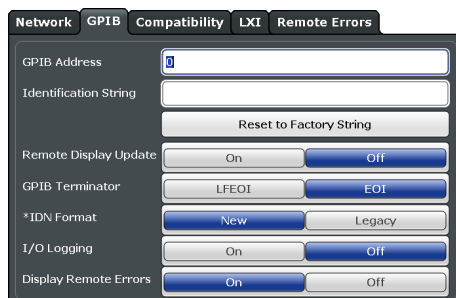 Network GPIB Compatibility LXI Remote Errors
GPIB Address 0
Identification String
Reset to Factory String
Remote Display Update On Off
GPIB Terminator LFEOI EOI
*IDN Format New Legacy
I/O Logging On Off
Display Remote Errors On Off